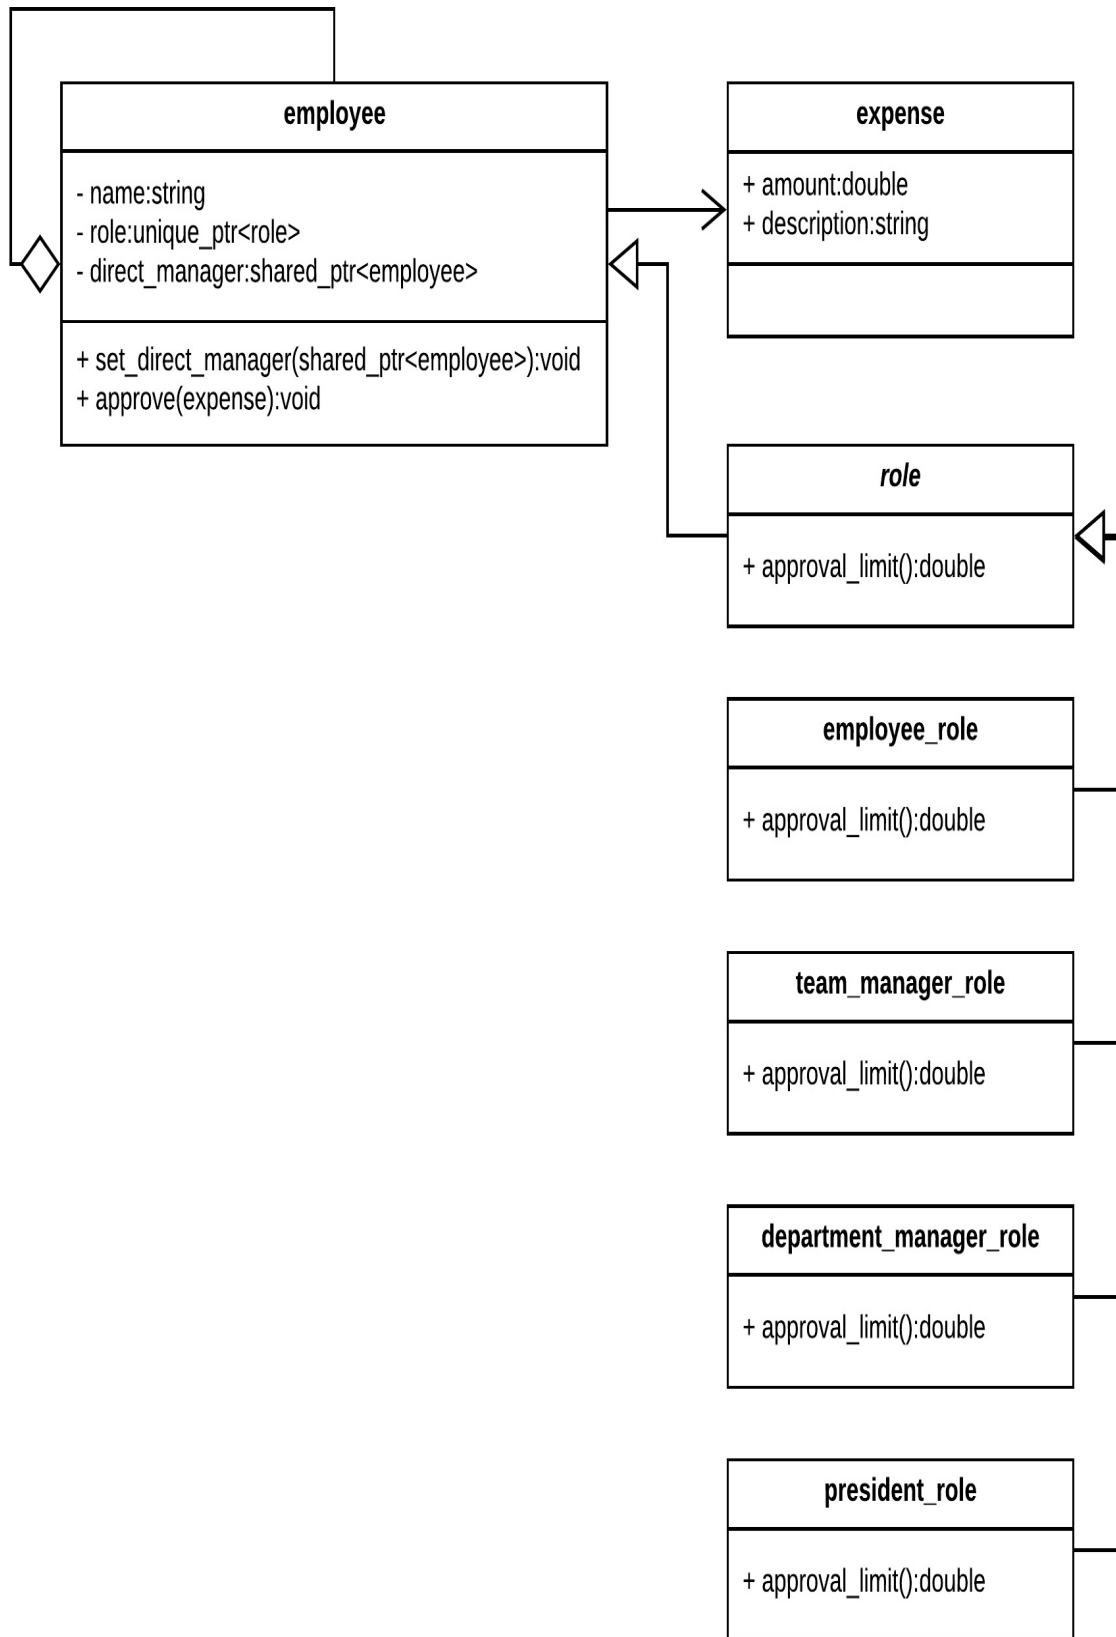 employee
- name:string
- role:unique_ptr<role>
- direct_manager:shared_ptr<employee>
+ set_direct_manager(shared_ptr<employee>):void
+ approve(expense):void
expense
+ amount:double
+ description:string
role
+ approval_limit():double
employee_role
+ approval_limit():double
team_manager_role
+ approval_limit():double
department_manager_role
+ approval_limit():double
president_role
+ approval_limit():double